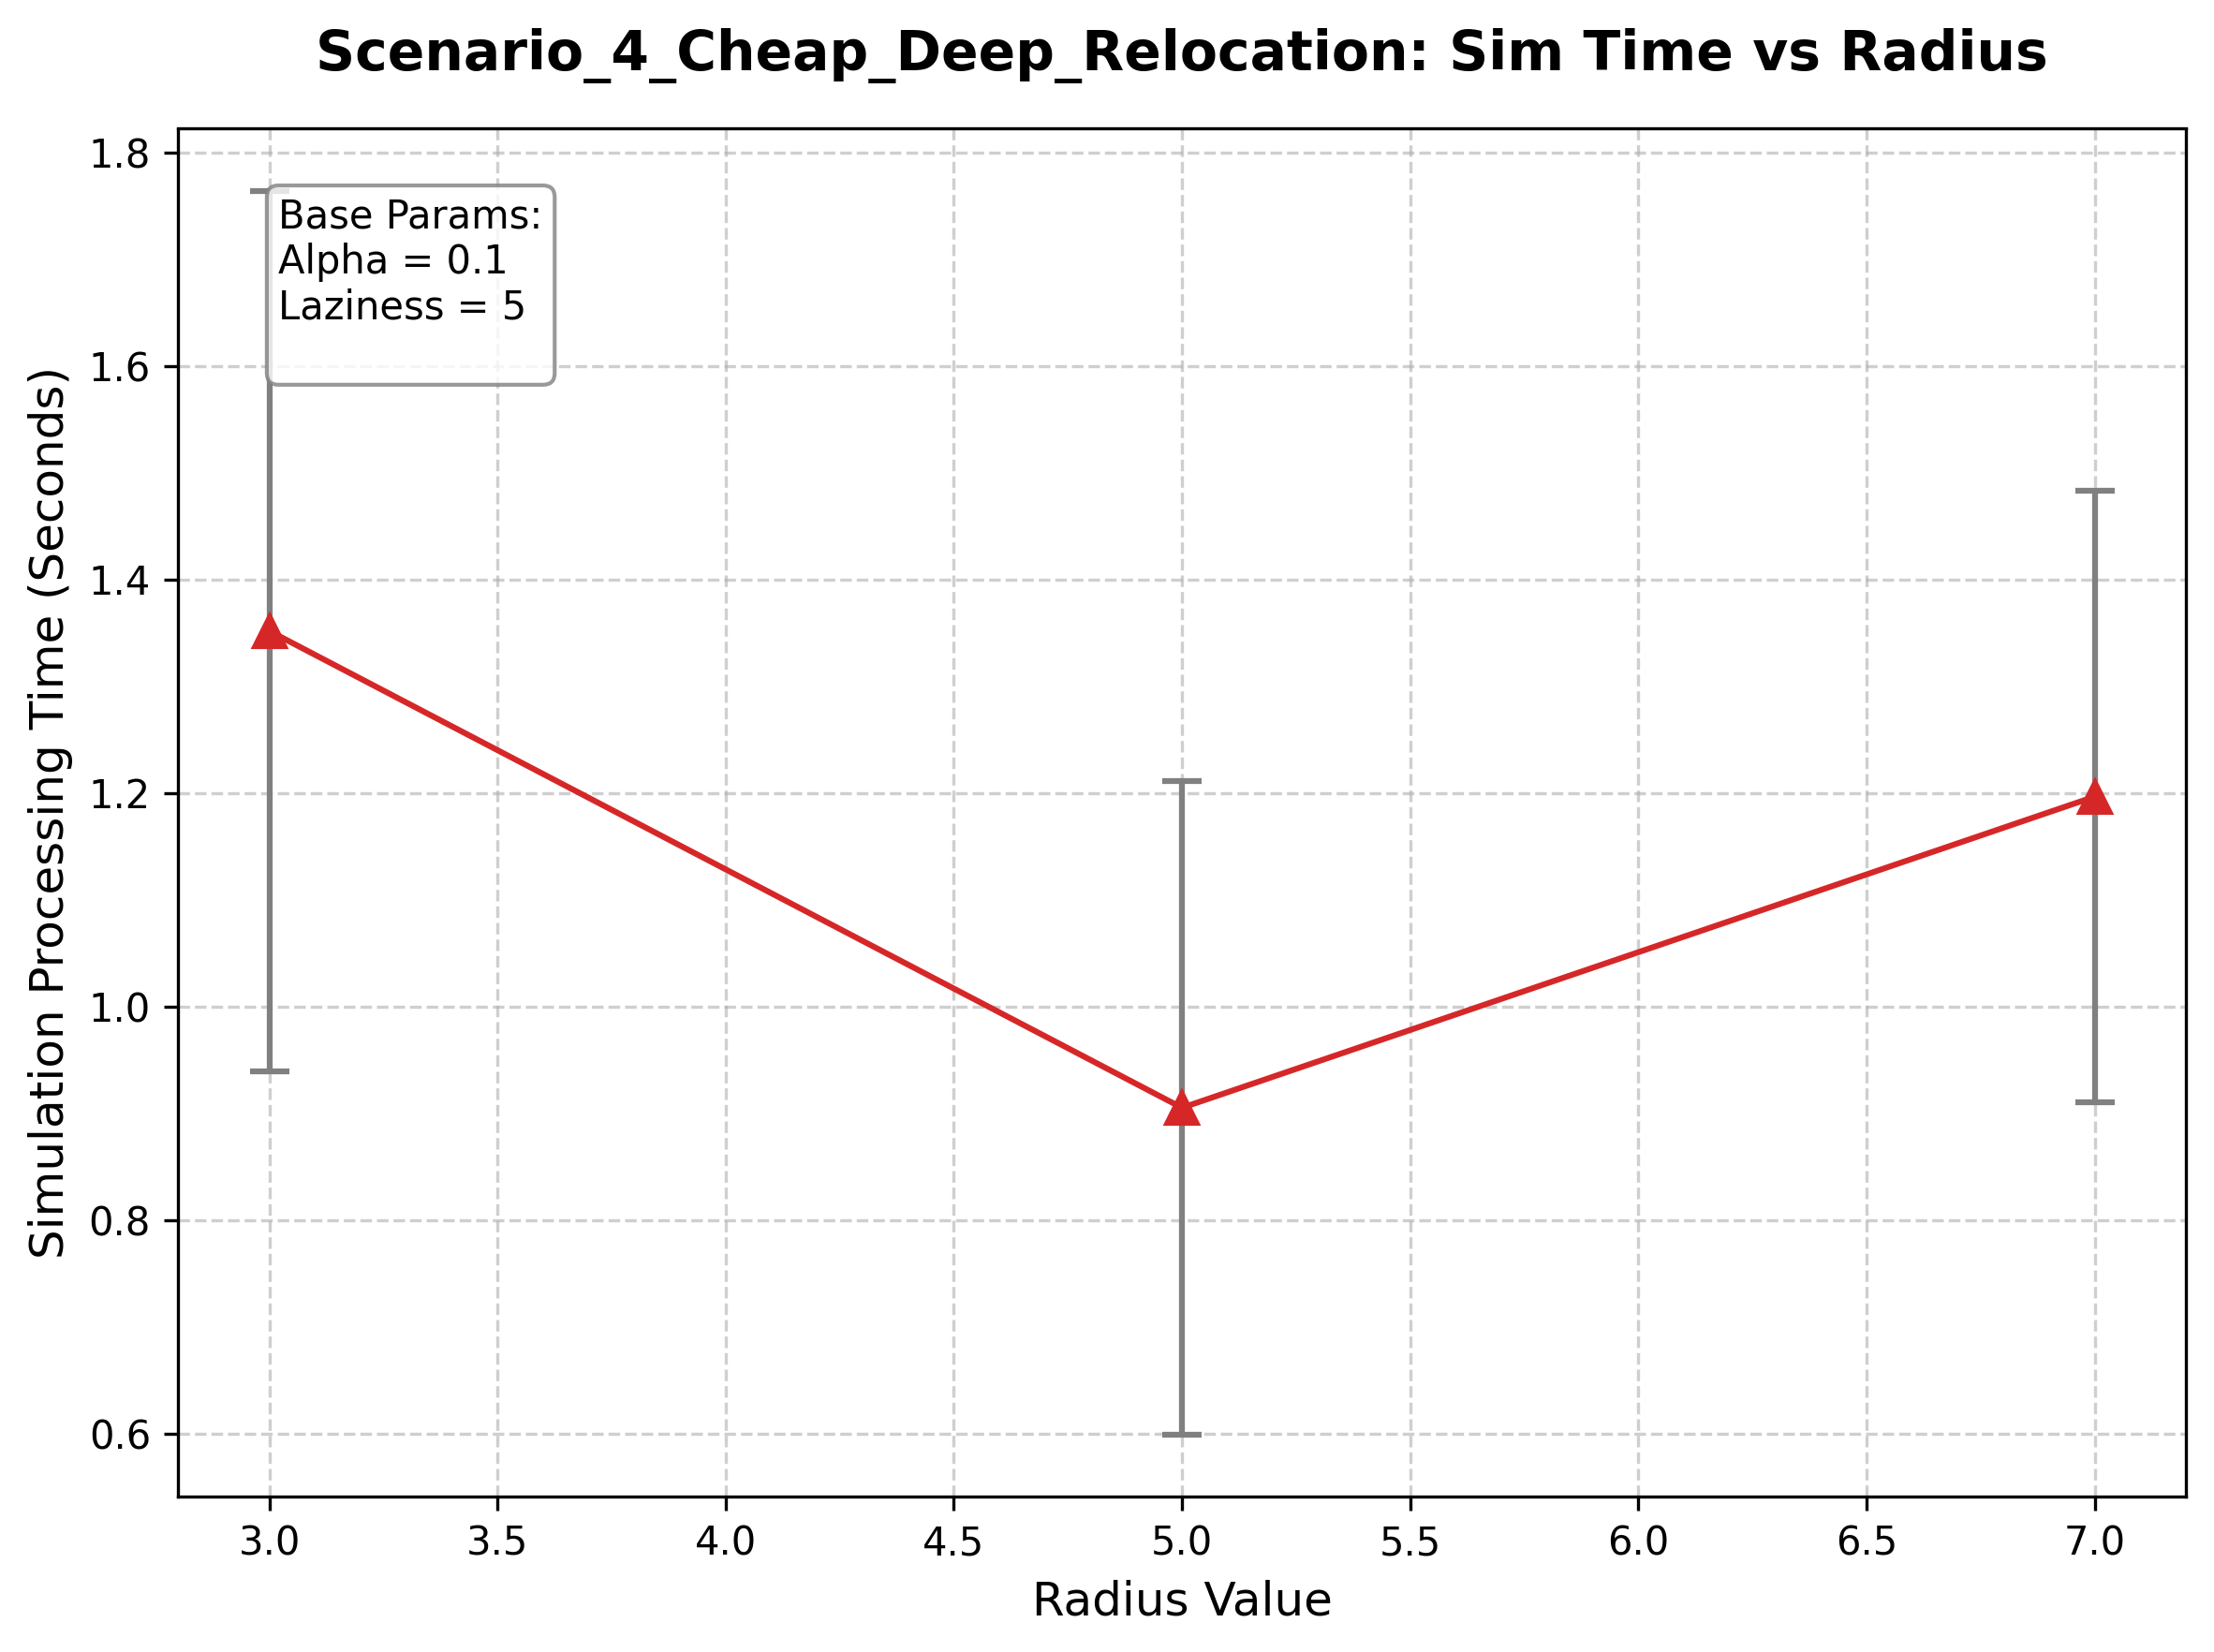 Scenario_4_Cheap_Deep_Relocation: Sim Time vs Radius
Simulation Processing Time (Seconds)
1.8
1.6
1.4
1.2
1.0
0.8
0.6
Base Params:
Alpha = 0.1
Laziness = 5
3.0 3.5 4.0 4.5 5.0 5.5 6.0 6.5 7.0
Radius Value